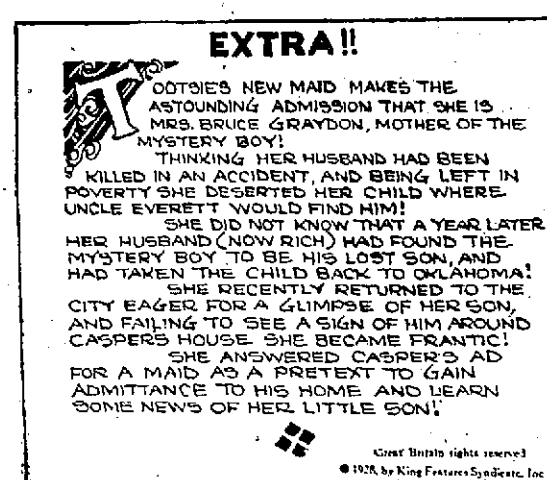 EXTRA!!
TOOTSIE'S NEW MAID MAKES THE
ASTOUNDING ADMISSION THAT SHE IS
MRS. BRUCE GRAYDON, MOTHER OF THE
MYSTERY BOY!
THINKING HER HUSBAND HAD BEEN
KILLED IN AN ACCIDENT, AND BEING LEFT IN
POVERTY SHE DESERTED HER CHILD WHERE
UNCLE EVERETT WOULD FIND HIM!
SHE DID NOT KNOW THAT A YEAR LATER
HER HUSBAND (NOW RICH) HAD FOUND THE
MYSTERY BOY TO BE HIS LOST SON, AND
HAD TAKEN THE CHILD BACK TO OKLAHOMA!
SHE RECENTLY RETURNED TO THE
CITY EAGER FOR A GLIMPSE OF HER SON,
AND FAILING TO SEE A SIGN OF HIM AROUND
CASPER'S HOUSE SHE BECAME FRANTIC!
SHE ANSWERED CASPER'S AD
FOR A MAID AS A PRETEXT TO GAIN
ADMITTANCE TO HIS HOME AND LEARN
SOME NEWS OF HER LITTLE SON!
Great Britain rights reserved
© 1928, by King Features Syndicate, Inc